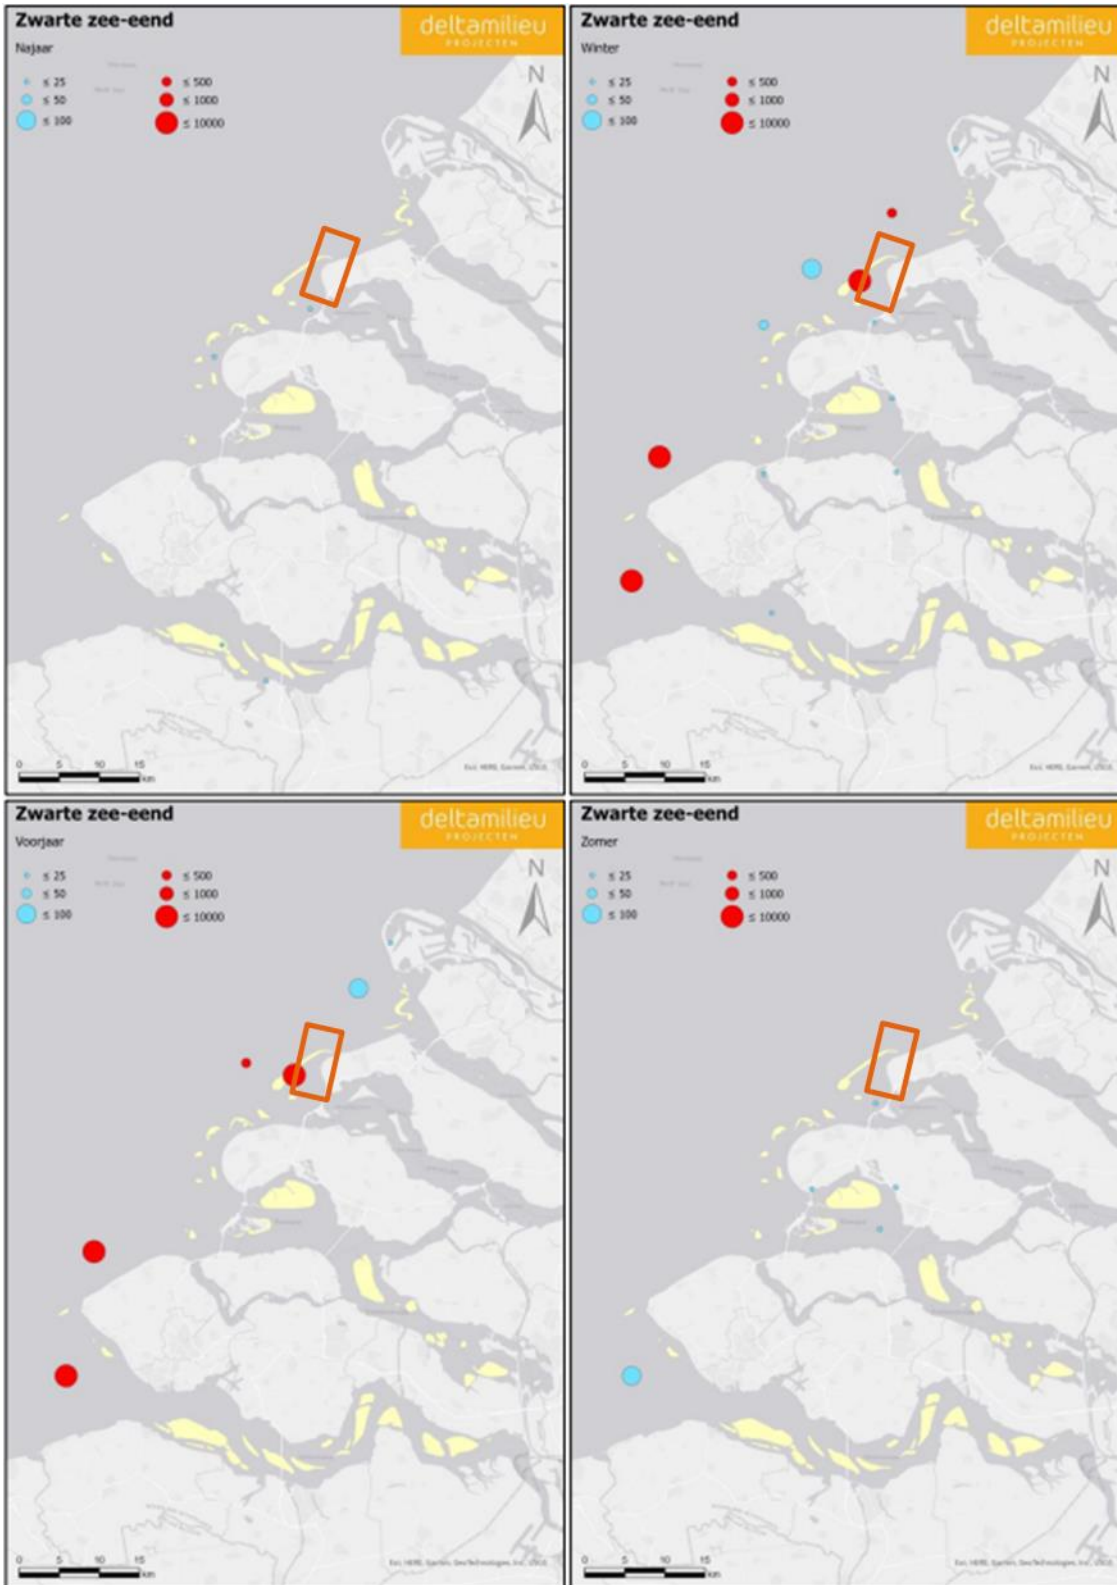 Zwarte zee-eend
deltamilieu
PROJECTEN
Najaar
≤ 25
≤ 500
≤ 50
≤ 1000
≤ 100
≤ 10000
N
0 5 10 15
km
Zwarte zee-eend
deltamilieu
PROJECTEN
Winter
≤ 25
≤ 500
≤ 50
≤ 1000
≤ 100
≤ 10000
N
0 5 10 15
km
Zwarte zee-eend
deltamilieu
PROJECTEN
Voorjaar
≤ 25
≤ 500
≤ 50
≤ 1000
≤ 100
≤ 10000
N
0 5 10 15
km
Zwarte zee-eend
deltamilieu
PROJECTEN
Zomer
≤ 25
≤ 500
≤ 50
≤ 1000
≤ 100
≤ 10000
N
0 5 10 15
km